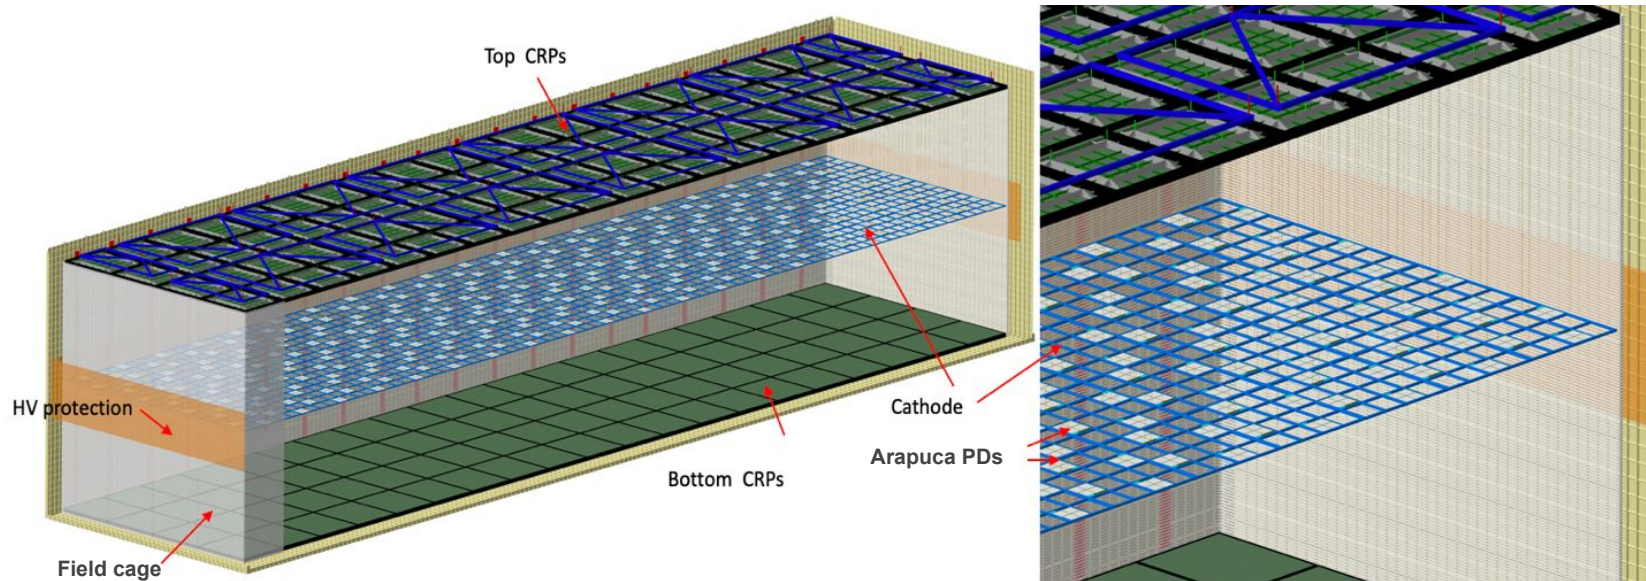 Top CRPs
HV protection
Cathode
Arapuca PDs
Bottom CRPs
Field cage